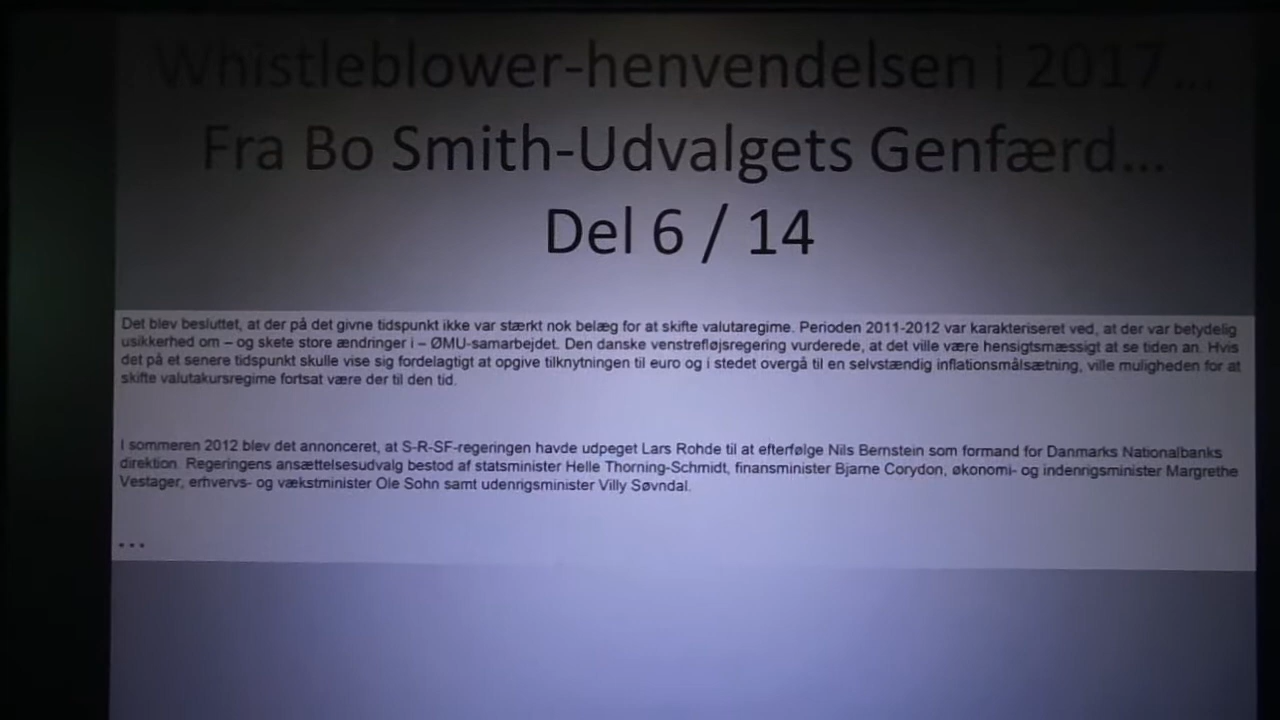 Whistleblower-henvendelsen i 2017...
Fra Bo Smith-Udvalgets Genfærd...
Del 6 / 14
Det blev besluttet, at der på det givne tidspunkt ikke var stærkt nok belæg for at skifte valutaregime. Perioden 2011-2012 var karakteriseret ved, at der var betydelig
usikkerhed om – og skete store ændringer i – ØMU-samarbejdet. Den danske venstrefløjsregering vurderede, at det ville være hensigtsmæssigt at se tiden an. Hvis
det på et senere tidspunkt skulle vise sig fordelagtigt at opgive tilknytningen til euro og i stedet overgå til en selvstændig inflationsmålsætning, ville muligheden for at
skifte valutakursregime fortsat være der til den tid.
I sommeren 2012 blev det annonceret, at S-R-SF-regeringen havde udpeget Lars Rohde til at efterfølge Nils Bernstein som formand for Danmarks Nationalbanks
direktion. Regeringens ansættelsesudvalg bestod af statsminister Helle Thorning-Schmidt, finansminister Bjarne Corydon, økonomi- og indenrigsminister Margrethe
Vestager, erhvervs- og vækstminister Ole Sohn samt udenrigsminister Villy Søvndal.
...